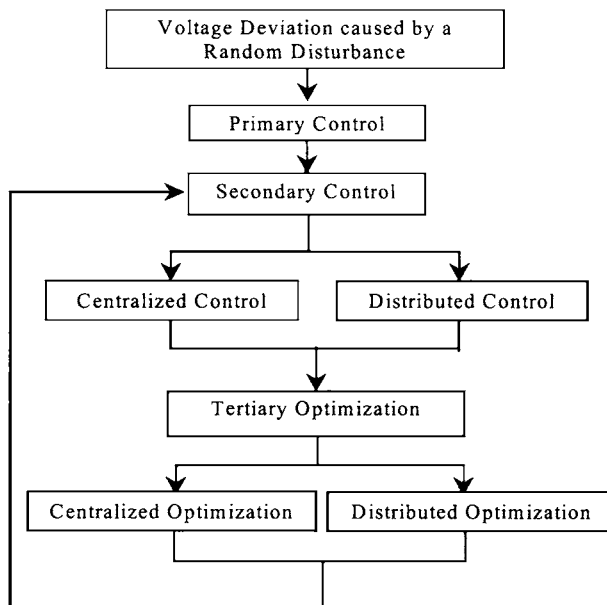 Voltage Deviation caused by a
Random Disturbance
Primary Control
Secondary Control
Centralized Control
Distributed Control
Tertiary Optimization
Centralized Optimization
Distributed Optimization